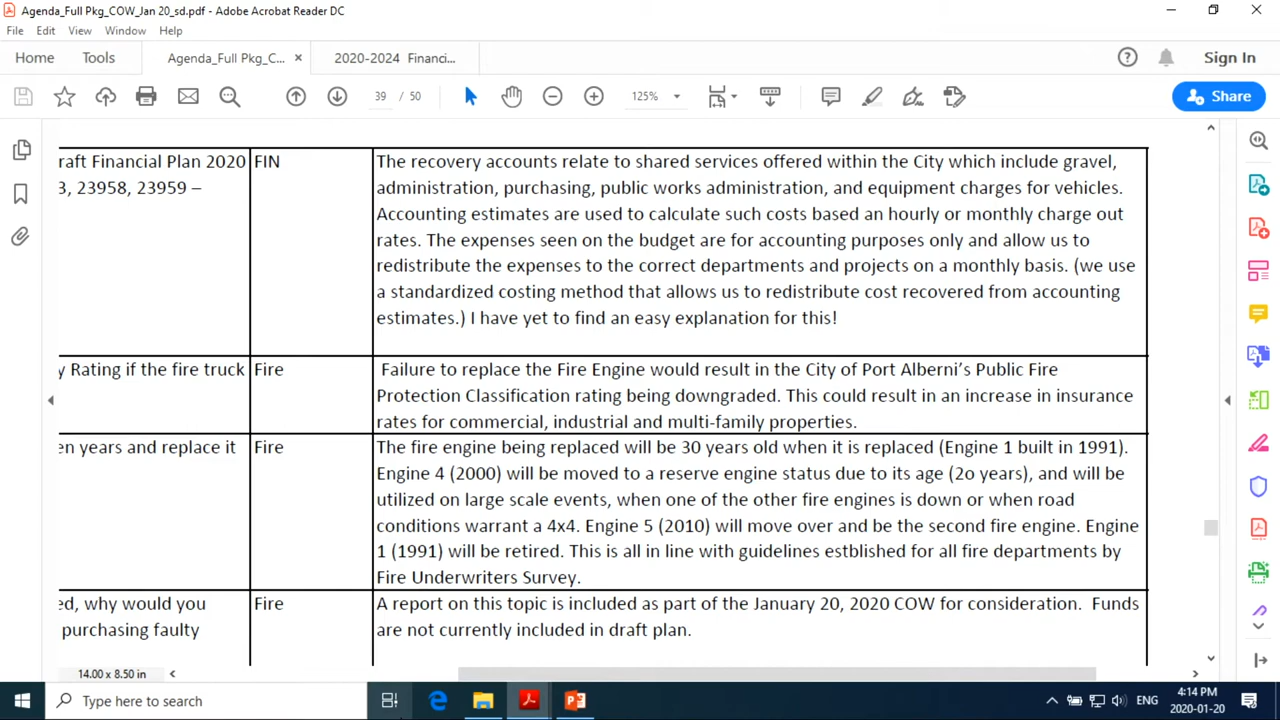 Agenda_Full Pkg_COW_Jan 20_sd.pdf - Adobe Acrobat Reader DC
File Edit View Window Help
Home Tools Agenda_Full Pkg_C... × 2020-2024 Financi... Sign In
39 / 50 125% Share
raft Financial Plan 2020
3, 23958, 23959 –
FIN
The recovery accounts relate to shared services offered within the City which include gravel,
administration, purchasing, public works administration, and equipment charges for vehicles.
Accounting estimates are used to calculate such costs based an hourly or monthly charge out
rates. The expenses seen on the budget are for accounting purposes only and allow us to
redistribute the expenses to the correct departments and projects on a monthly basis. (we use
a standardized costing method that allows us to redistribute cost recovered from accounting
estimates.) I have yet to find an easy explanation for this!
y Rating if the fire truck
Fire
Failure to replace the Fire Engine would result in the City of Port Alberni's Public Fire
Protection Classification rating being downgraded. This could result in an increase in insurance
rates for commercial, industrial and multi-family properties.
en years and replace it
Fire
The fire engine being replaced will be 30 years old when it is replaced (Engine 1 built in 1991).
Engine 4 (2000) will be moved to a reserve engine status due to its age (2o years), and will be
utilized on large scale events, when one of the other fire engines is down or when road
conditions warrant a 4x4. Engine 5 (2010) will move over and be the second fire engine. Engine
1 (1991) will be retired. This is all in line with guidelines estblished for all fire departments by
Fire Underwriters Survey.
ed, why would you
purchasing faulty
Fire
A report on this topic is included as part of the January 20, 2020 COW for consideration. Funds
are not currently included in draft plan.
14.00 x 8.50 in
Type here to search
ENG
4:14 PM
2020-01-20